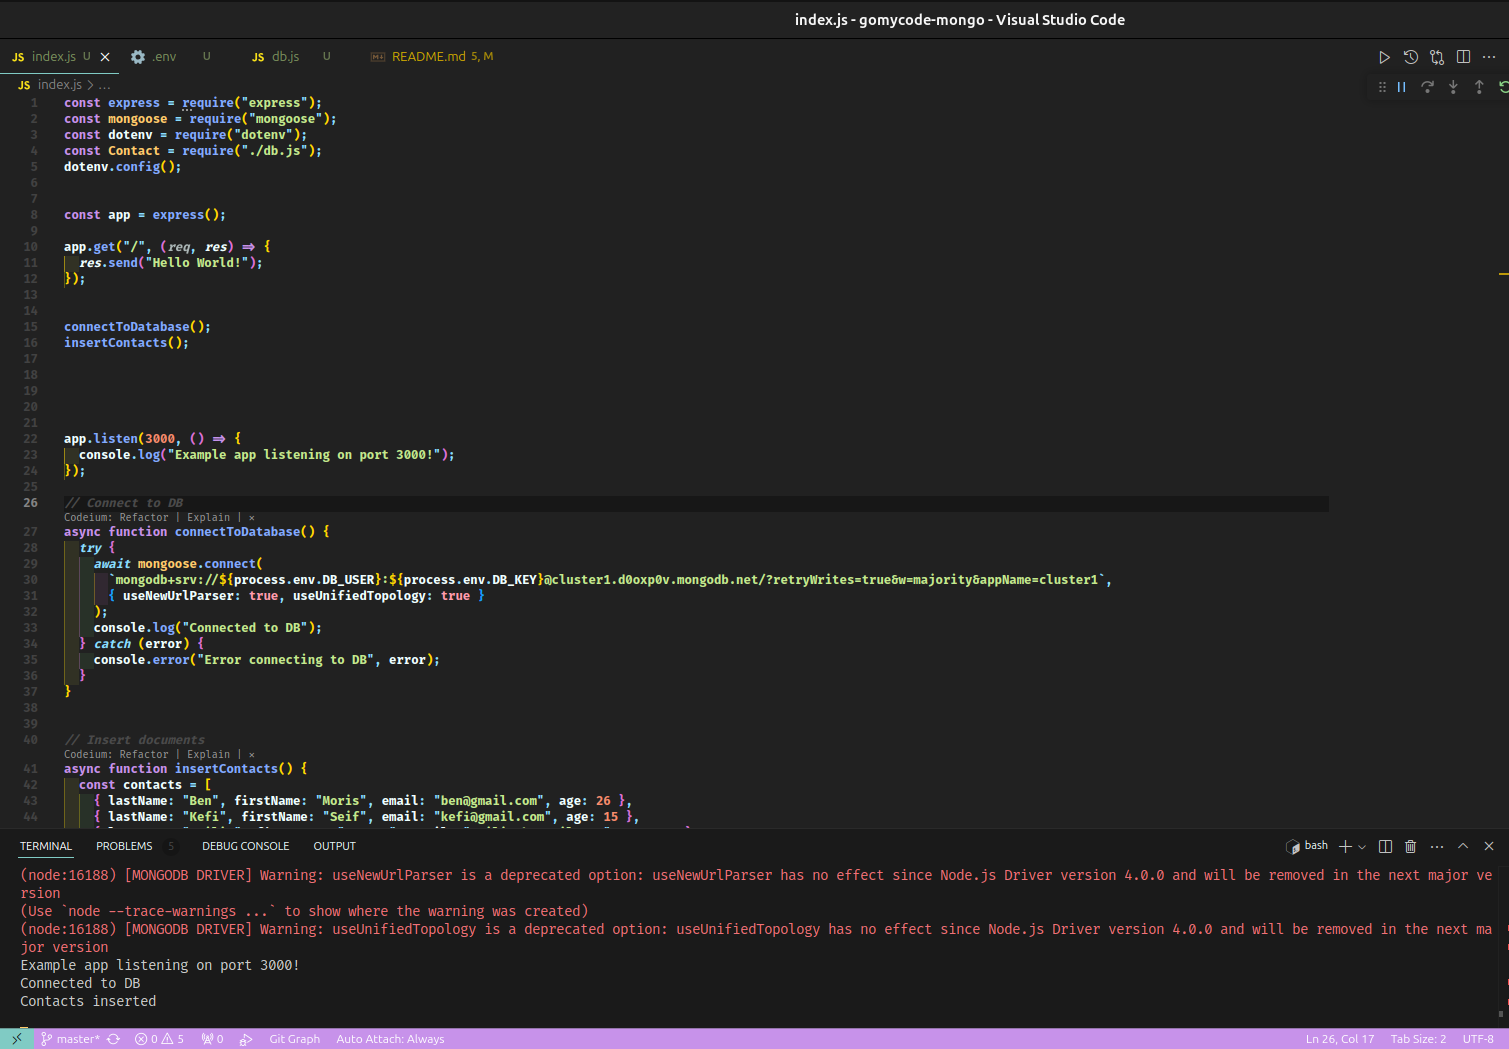 index.js - gomycode-mongo - Visual Studio Code
JS index.js U
.env U
JS db.js U
README.md 5, M
JS index.js > ...
1 const express = require("express");
2 const mongoose = require("mongoose");
3 const dotenv = require("dotenv");
4 const Contact = require("./db.js");
5 dotenv.config();
6
7
8 const app = express();
9
10 app.get("/", (req, res) => {
11 res.send("Hello World!");
12 });
13
14
15 connectToDatabase();
16 insertContacts();
17
18
19
20
21
22 app.listen(3000, () => {
23 console.log("Example app listening on port 3000!");
24 });
25
26 // Connect to DB
Codeium: Refactor | Explain | ×
27 async function connectToDatabase() {
28 try {
29 await mongoose.connect(
30 `mongodb+srv://${process.env.DB_USER}:${process.env.DB_KEY}@cluster1.d0oxp0v.mongodb.net/?retryWrites=true&w=majority&appName=cluster1`,
31 { useNewUrlParser: true, useUnifiedTopology: true }
32 );
33 console.log("Connected to DB");
34 } catch (error) {
35 console.error("Error connecting to DB", error);
36 }
37 }
38
39
40 // Insert documents
Codeium: Refactor | Explain | ×
41 async function insertContacts() {
42 const contacts = [
43 { lastName: "Ben", firstName: "Moris", email: "ben@gmail.com", age: 26 },
44 { lastName: "Kefi", firstName: "Seif", email: "kefi@gmail.com", age: 15 },
TERMINAL PROBLEMS 5 DEBUG CONSOLE OUTPUT
bash
(node:16188) [MONGODB DRIVER] Warning: useNewUrlParser is a deprecated option: useNewUrlParser has no effect since Node.js Driver version 4.0.0 and will be removed in the next major ve
rsion
(Use `node --trace-warnings ...` to show where the warning was created)
(node:16188) [MONGODB DRIVER] Warning: useUnifiedTopology is a deprecated option: useUnifiedTopology has no effect since Node.js Driver version 4.0.0 and will be removed in the next ma
jor version
Example app listening on port 3000!
Connected to DB
Contacts inserted
master* 0 5 0 Git Graph Auto Attach: Always
Ln 26, Col 17 Tab Size: 2 UTF-8